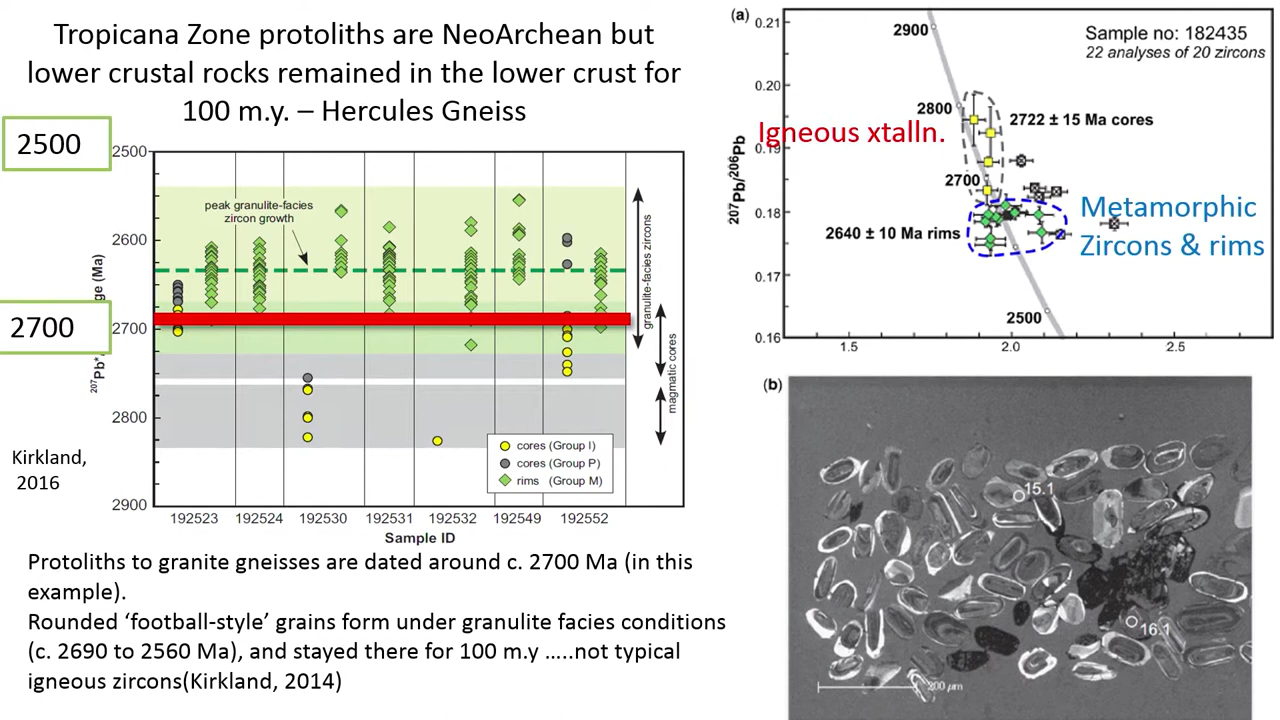 Tropicana Zone protoliths are NeoArchean but
lower crustal rocks remained in the lower crust for
100 m.y. – Hercules Gneiss
2500
2700
2500
2600
2700
2800
2900
207Pb*/
ge (Ma)
peak granulite-facies
zircon growth
granulite-facies zircons
magmatic cores
cores (Group I)
cores (Group P)
rims (Group M)
192523 192524 192530 192531 192532 192549 192552
Sample ID
Kirkland,
2016
Protoliths to granite gneisses are dated around c. 2700 Ma (in this
example).
Rounded ‘football-style’ grains form under granulite facies conditions
(c. 2690 to 2560 Ma), and stayed there for 100 m.y .....not typical
igneous zircons(Kirkland, 2014)
(a)
0.21
0.20
0.19
0.18
0.17
0.16
207Pb/206Pb
2900
2800
2700
2500
Sample no: 182435
22 analyses of 20 zircons
2722 ± 15 Ma cores
Igneous xtalln.
Metamorphic
Zircons & rims
2640 ± 10 Ma rims
1.5 2.0 2.5
(b)
15.1
16.1
200 µm